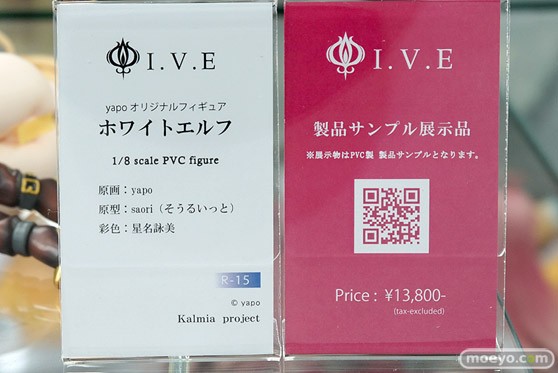 I.V.E
yapo オリジナルフィギュア
ホワイトエルフ
1/8 scale PVC figure
原画：yapo
原型：saori（そうるいっと）
彩色：星名詠美
R-15
© yapo
Kalmia project
I.V.E
製品サンプル展示品
※展示物はPVC製 製品サンプルとなります。
Price : ¥13,800-
(tax-excluded)
moeyo.com